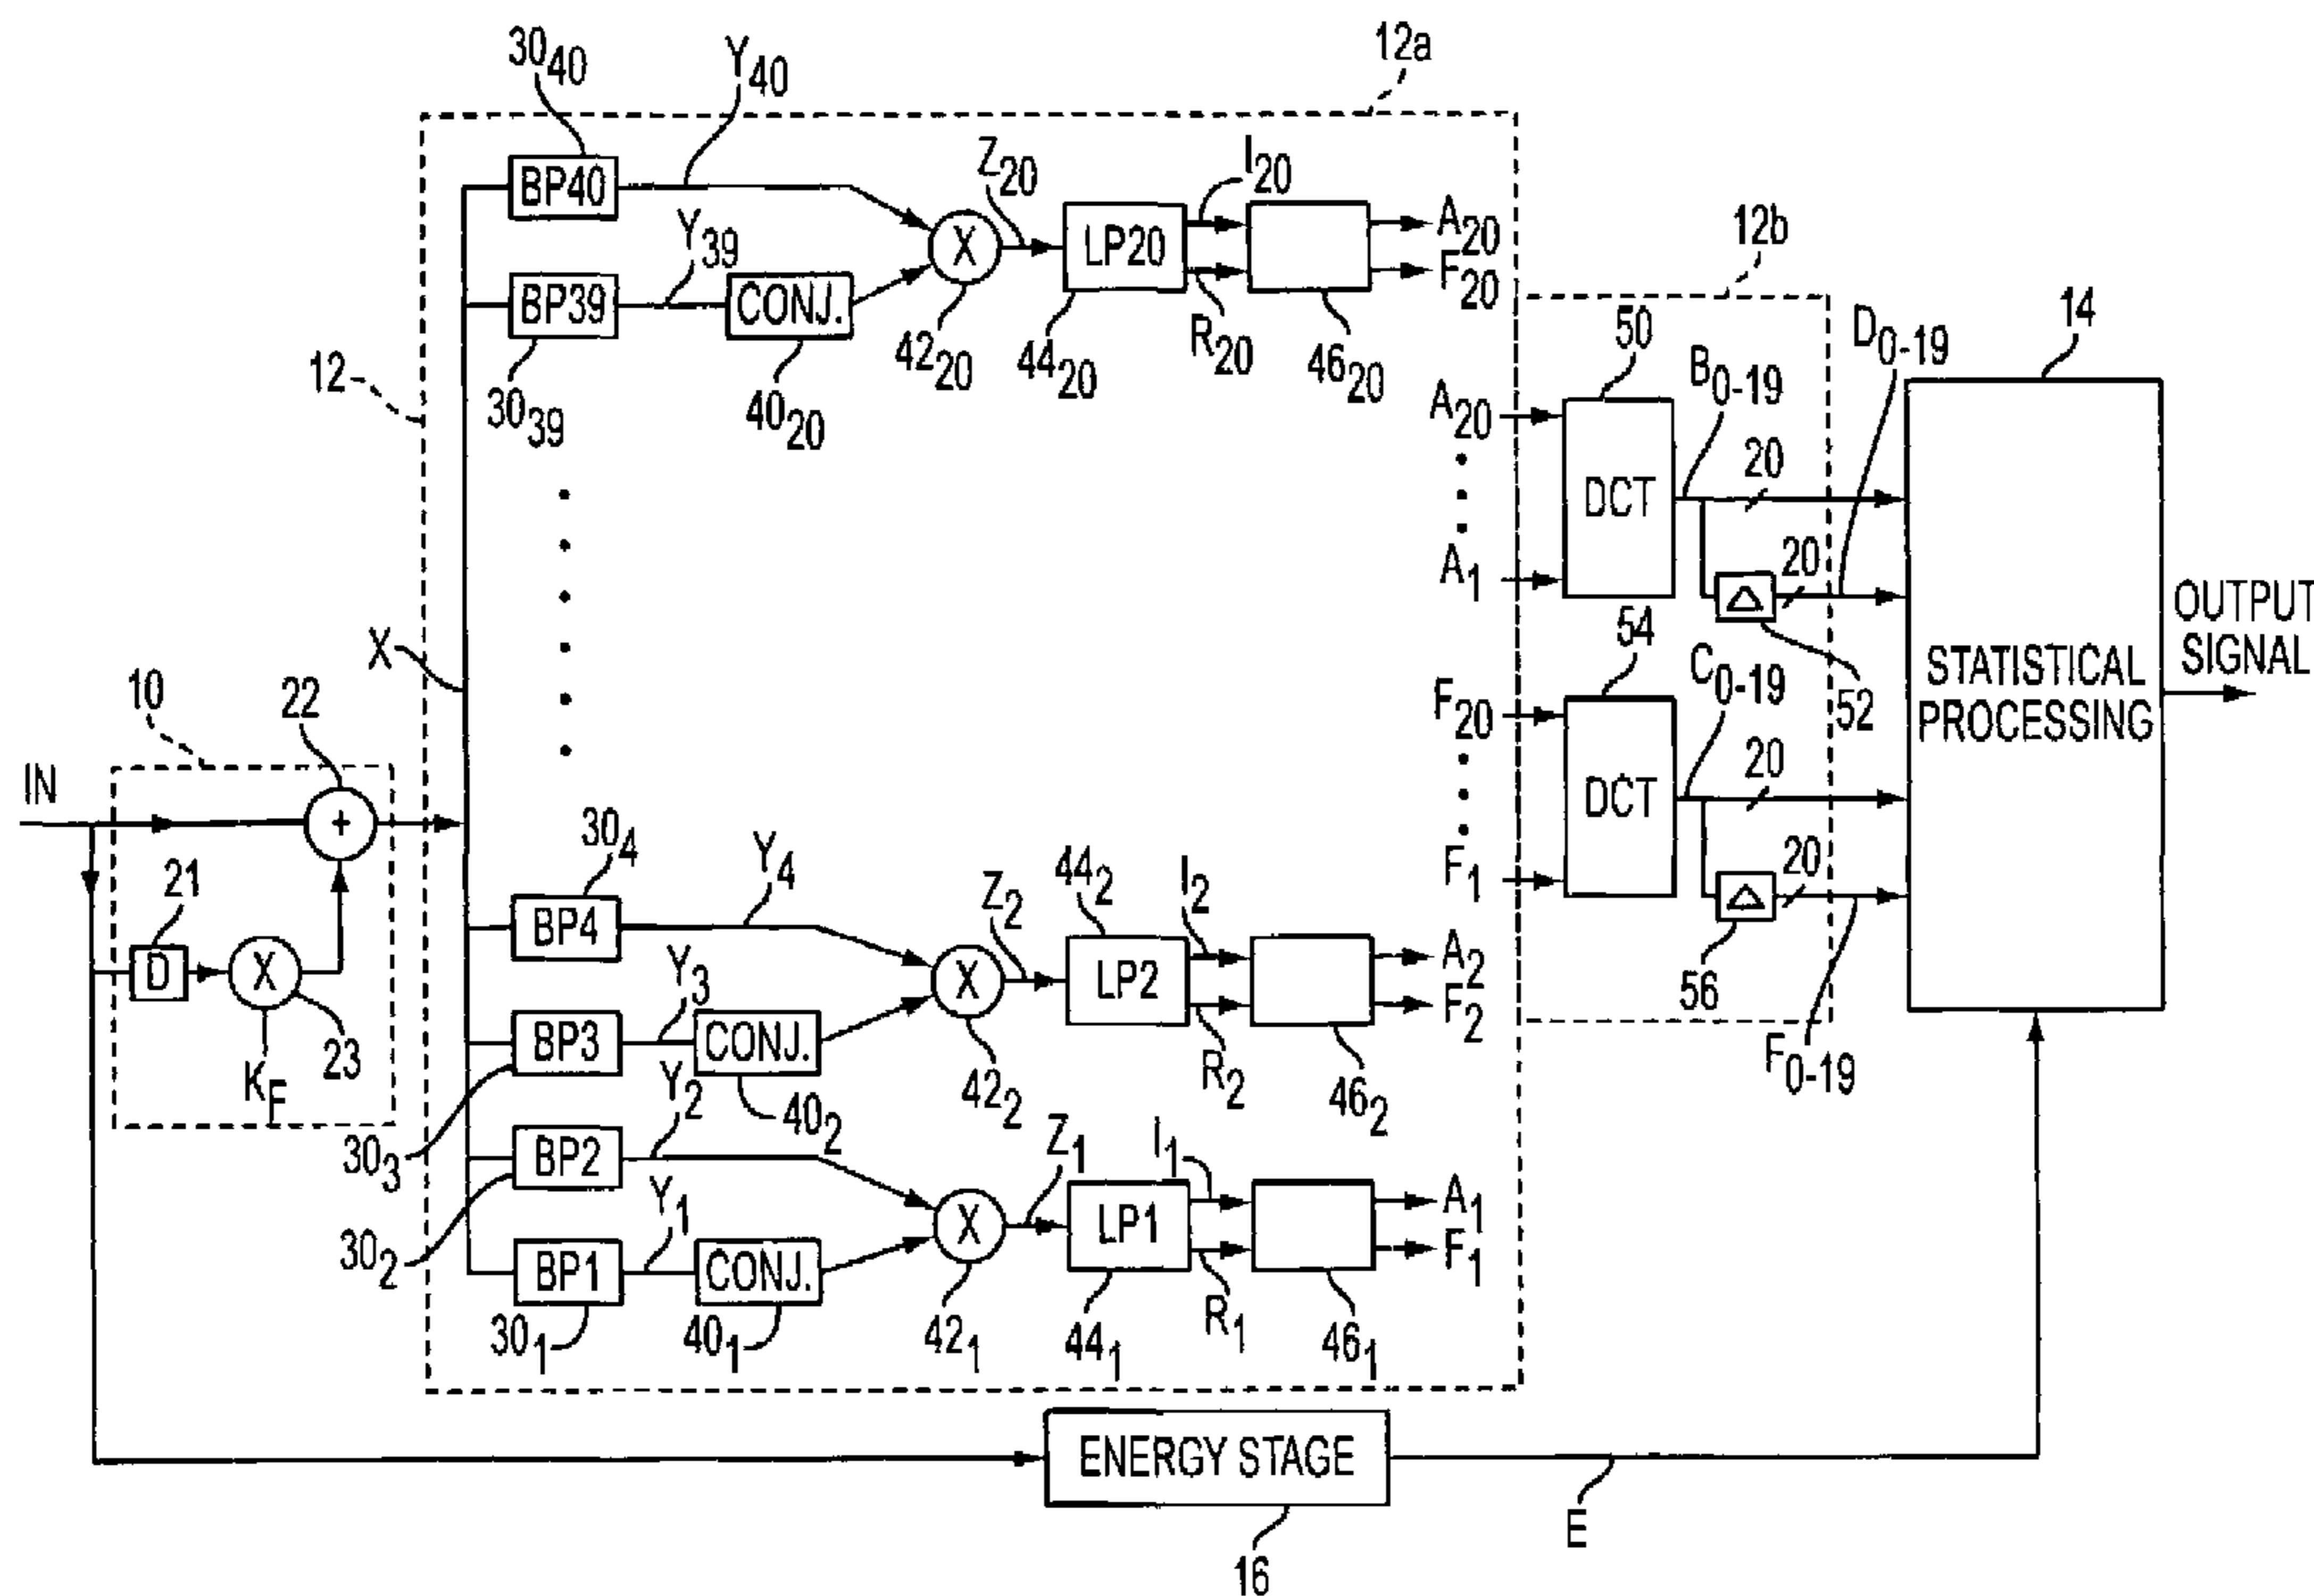 30₄₀
Y₄₀
12a
BP40
Z₂₀
I₂₀
A₂₀
Y₃₉
X
LP20
F₂₀
12b
BP39
CONJ.
R₂₀
12
30₃₉
40₂₀
42₂₀
44₂₀
46₂₀
50
B₀₋₁₉
D₀₋₁₉
14
A₂₀
20
DCT
A₁
20
52
OUTPUT
SIGNAL
STATISTICAL
PROCESSING
X
10
22
54
C₀₋₁₉
F₂₀
20
DCT
IN
+
21
D
X
23
K_F
F₁
20
56
F₀₋₁₉
30₄
Y₄
BP4
Z₂
44₂
I₂
A₂
Y₃
X
LP2
F₂
BP3
CONJ.
R₂
30₃
Y₂
40₂
42₂
46₂
BP2
Z₁
I₁
A₁
30₂
Y₁
X
LP1
F₁
BP1
CONJ.
R₁
30₁
40₁
42₁
44₁
46₁
ENERGY STAGE
E
16